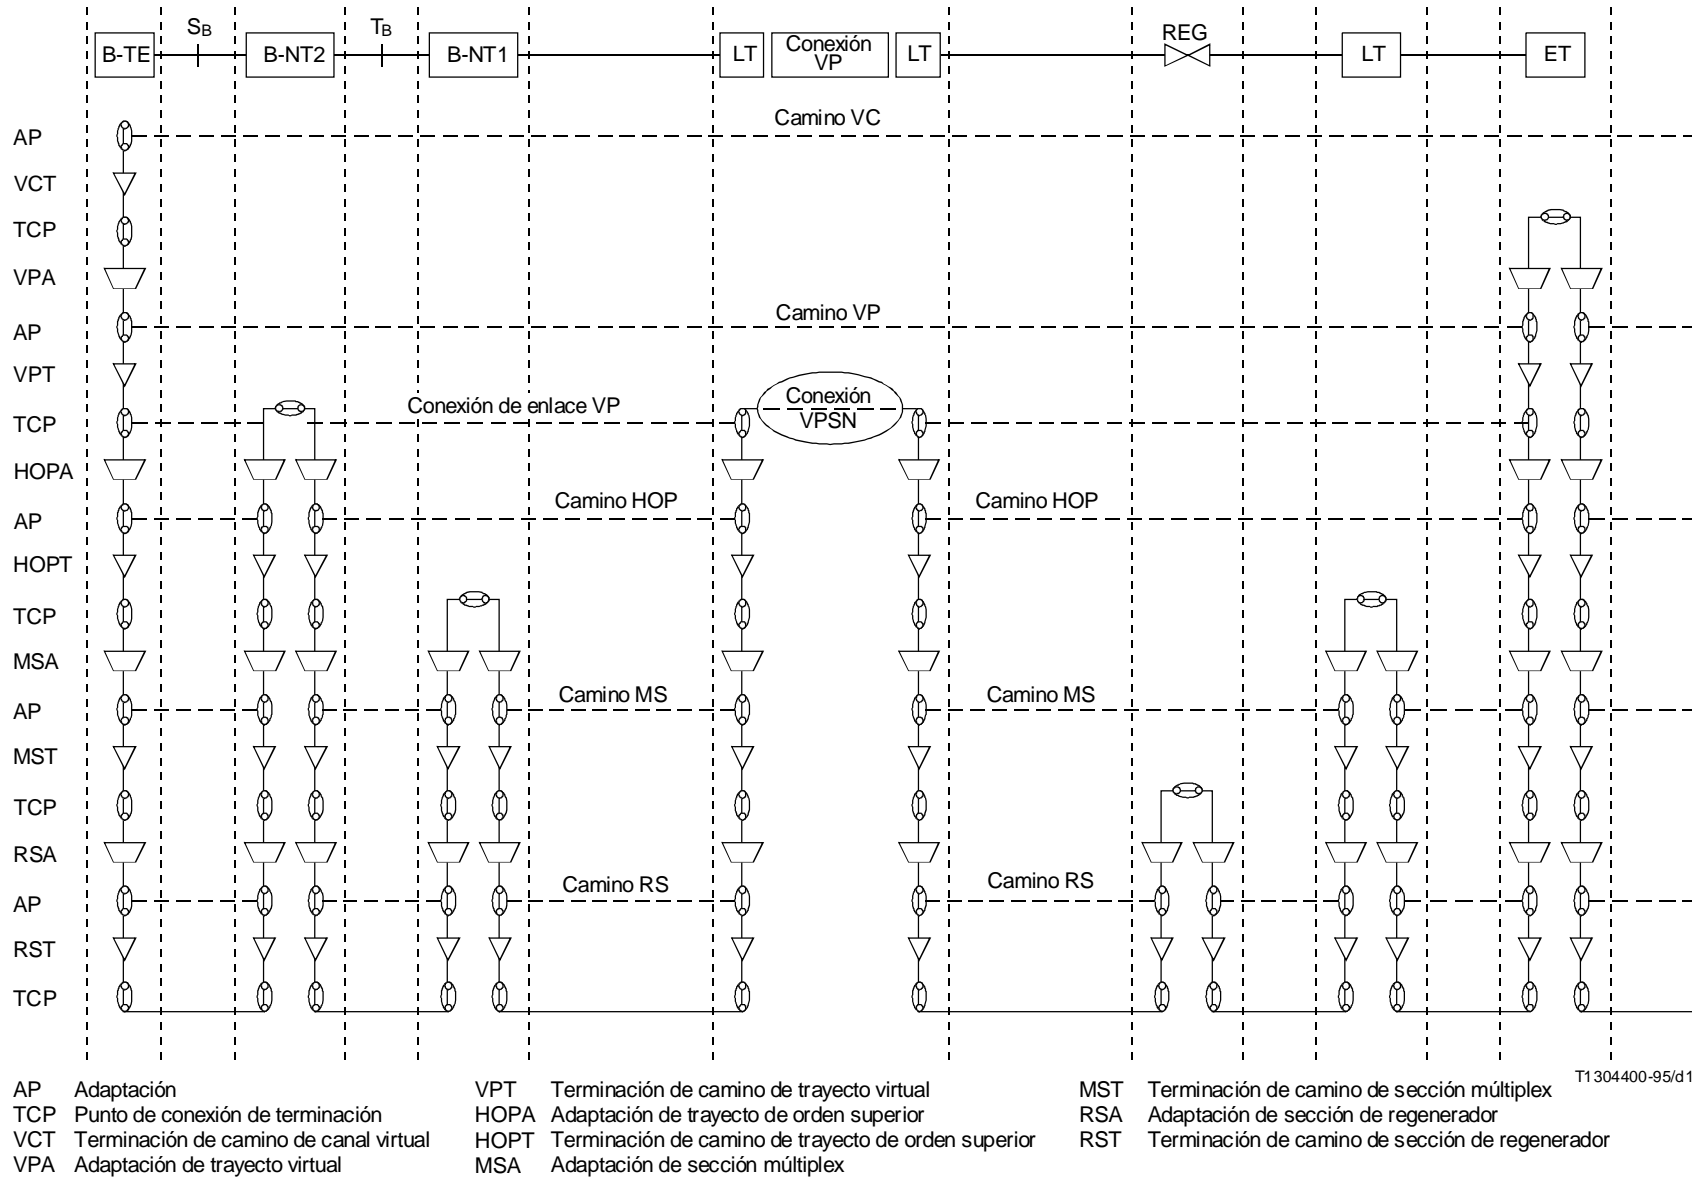 SB
TB
REG
B-TE
B-NT2
B-NT1
LT
Conexión
VP
LT
LT
ET
Camino VC
AP
VCT
TCP
VPA
Camino VP
AP
VPT
Conexión
Conexión de enlace VP
VPSN
TCP
HOPA
Camino HOP
Camino HOP
AP
HOPT
TCP
MSA
Camino MS
Camino MS
AP
MST
TCP
RSA
Camino RS
Camino RS
AP
RST
TCP
T1304400-95/d1
AP Adaptación
TCP Punto de conexión de terminación
VCT Terminación de camino de canal virtual
VPA Adaptación de trayecto virtual
VPT Terminación de camino de trayecto virtual
HOPA Adaptación de trayecto de orden superior
HOPT Terminación de camino de trayecto de orden superior
MSA Adaptación de sección múltiplex
MST Terminación de camino de sección múltiplex
RSA Adaptación de sección de regenerador
RST Terminación de camino de sección de regenerador